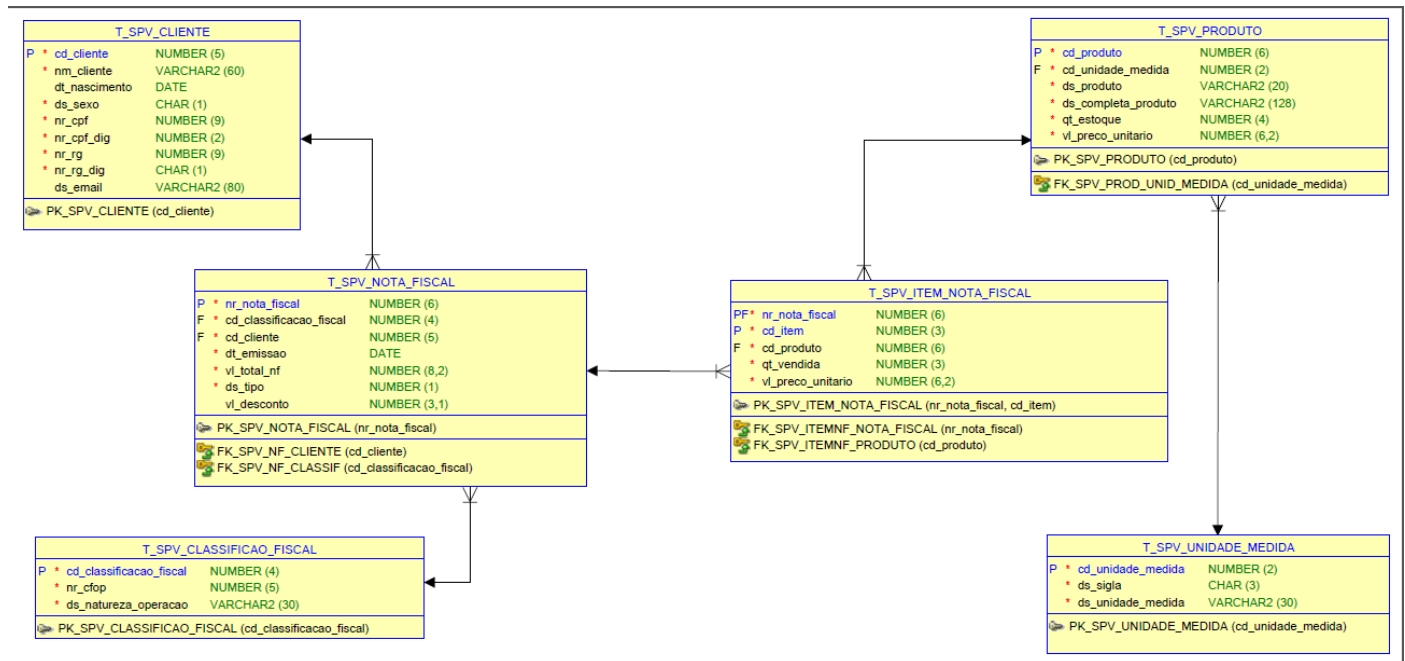 T_SPV_CLIENTE
P * cd_cliente NUMBER (5)
* nm_cliente VARCHAR2 (60)
dt_nascimento DATE
* ds_sexo CHAR (1)
* nr_cpf NUMBER (9)
* nr_cpf_dig NUMBER (2)
* nr_rg NUMBER (9)
* nr_rg_dig CHAR (1)
ds_email VARCHAR2 (80)
PK_SPV_CLIENTE (cd_cliente)
T_SPV_PRODUTO
P * cd_produto NUMBER (6)
F * cd_unidade_medida NUMBER (2)
* ds_produto VARCHAR2 (20)
* ds_completa_produto VARCHAR2 (128)
* qt_estoque NUMBER (4)
* vl_preco_unitario NUMBER (6,2)
PK_SPV_PRODUTO (cd_produto)
FK_SPV_PROD_UNID_MEDIDA (cd_unidade_medida)
T_SPV_NOTA_FISCAL
P * nr_nota_fiscal NUMBER (6)
F * cd_classificacao_fiscal NUMBER (4)
F * cd_cliente NUMBER (5)
* dt_emissao DATE
* vl_total_nf NUMBER (8,2)
* ds_tipo NUMBER (1)
vl_desconto NUMBER (3,1)
PK_SPV_NOTA_FISCAL (nr_nota_fiscal)
FK_SPV_NF_CLIENTE (cd_cliente)
FK_SPV_NF_CLASSIF (cd_classificacao_fiscal)
T_SPV_ITEM_NOTA_FISCAL
PF* nr_nota_fiscal NUMBER (6)
P * cd_item NUMBER (3)
F * cd_produto NUMBER (6)
* qt_vendida NUMBER (3)
* vl_preco_unitario NUMBER (6,2)
PK_SPV_ITEM_NOTA_FISCAL (nr_nota_fiscal, cd_item)
FK_SPV_ITEMNF_NOTA_FISCAL (nr_nota_fiscal)
FK_SPV_ITEMNF_PRODUTO (cd_produto)
T_SPV_CLASSIFICAO_FISCAL
P * cd_classificacao_fiscal NUMBER (4)
* nr_cfop NUMBER (5)
* ds_natureza_operacao VARCHAR2 (30)
PK_SPV_CLASSIFICAO_FISCAL (cd_classificacao_fiscal)
T_SPV_UNIDADE_MEDIDA
P * cd_unidade_medida NUMBER (2)
* ds_sigla CHAR (3)
* ds_unidade_medida VARCHAR2 (30)
PK_SPV_UNIDADE_MEDIDA (cd_unidade_medida)